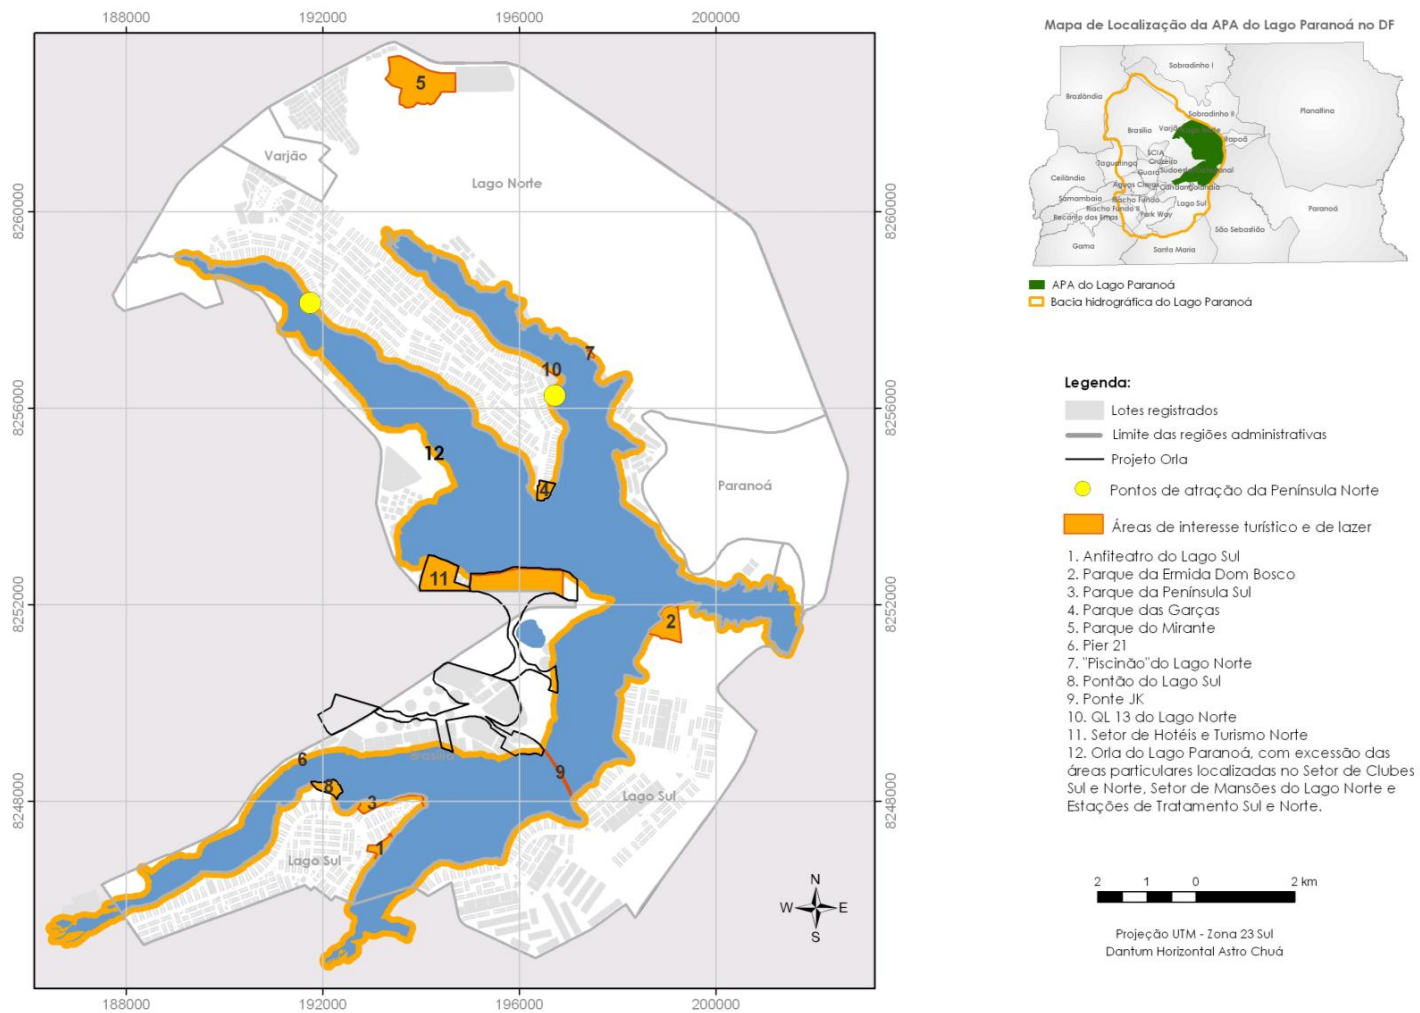 188000
192000
196000
200000
Mapa de Localização da APA do Lago Paranoá no DF
5
Varjão
Lago Norte
8260000
8260000
7
10
8256000
8256000
12
4
Paranoá
11
8252000
8252000
2
6
Brasília
9
8
3
8248000
8248000
Lago Sul
1
Lago Sul
N
W
E
S
188000
192000
196000
200000
Sobradinho I
Brazlândia
Planaltina
Sobradinho II
Brasília
Varjão
Lago Norte
Itapoã
SCIA
Cruzeiro
Taguatinga
Guará
Ceilândia
Candangolândia
Samambaia
Riacho Fundo
Lago Sul
Riacho Fundo II
Recanto das Emas
Park Way
Paranoá
São Sebastião
Gama
Santa Maria
APA do Lago Paranoá
Bacia hidrográfica do Lago Paranoá
Legenda:
Lotes registrados
Limite das regiões administrativas
Projeto Orla
Pontos de atração da Península Norte
Áreas de interesse turístico e de lazer
1. Anfiteatro do Lago Sul
2. Parque da Ermida Dom Bosco
3. Parque da Península Sul
4. Parque das Garças
5. Parque do Mirante
6. Pier 21
7. "Piscinão"do Lago Norte
8. Pontão do Lago Sul
9. Ponte JK
10. QL 13 do Lago Norte
11. Setor de Hotéis e Turismo Norte
12. Orla do Lago Paranoá, com excessão das
áreas particulares localizadas no Setor de Clubes
Sul e Norte, Setor de Mansões do Lago Norte e
Estações de Tratamento Sul e Norte.
2 1 0 2 km
Projeção UTM - Zona 23 Sul
Dantum Horizontal Astro Chuá